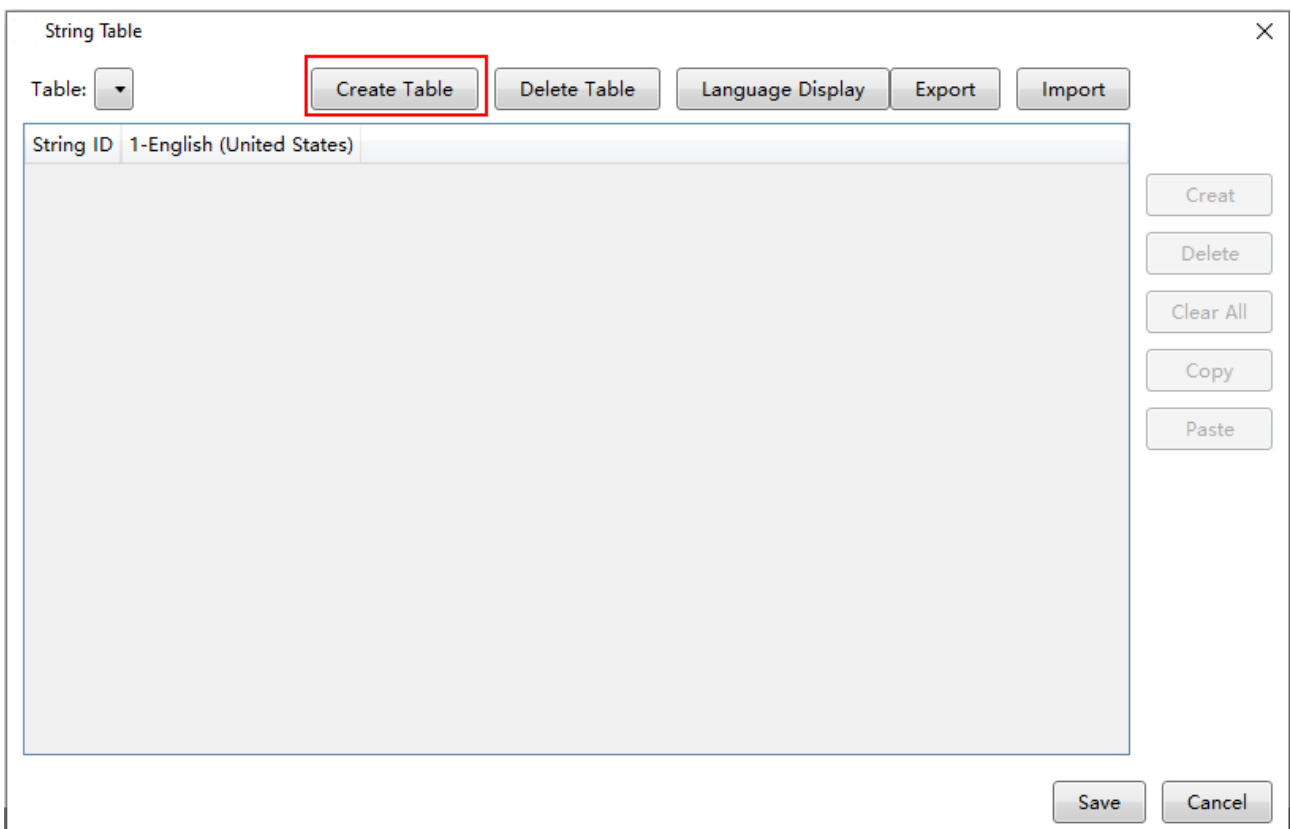 String Table
Table: Create Table Delete Table Language Display Export Import
String ID 1-English (United States)
Creat
Delete
Clear All
Copy
Paste
Save Cancel